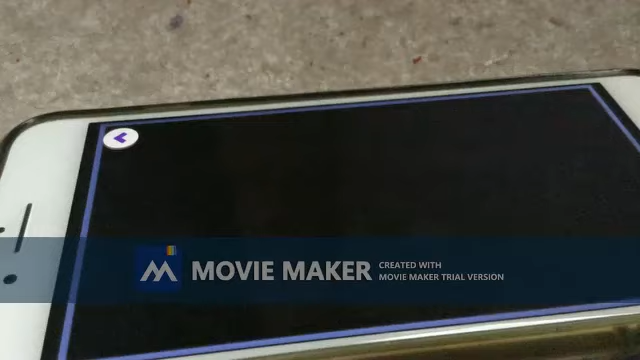 MOVIE MAKER
CREATED WITH
MOVIE MAKER TRIAL VERSION